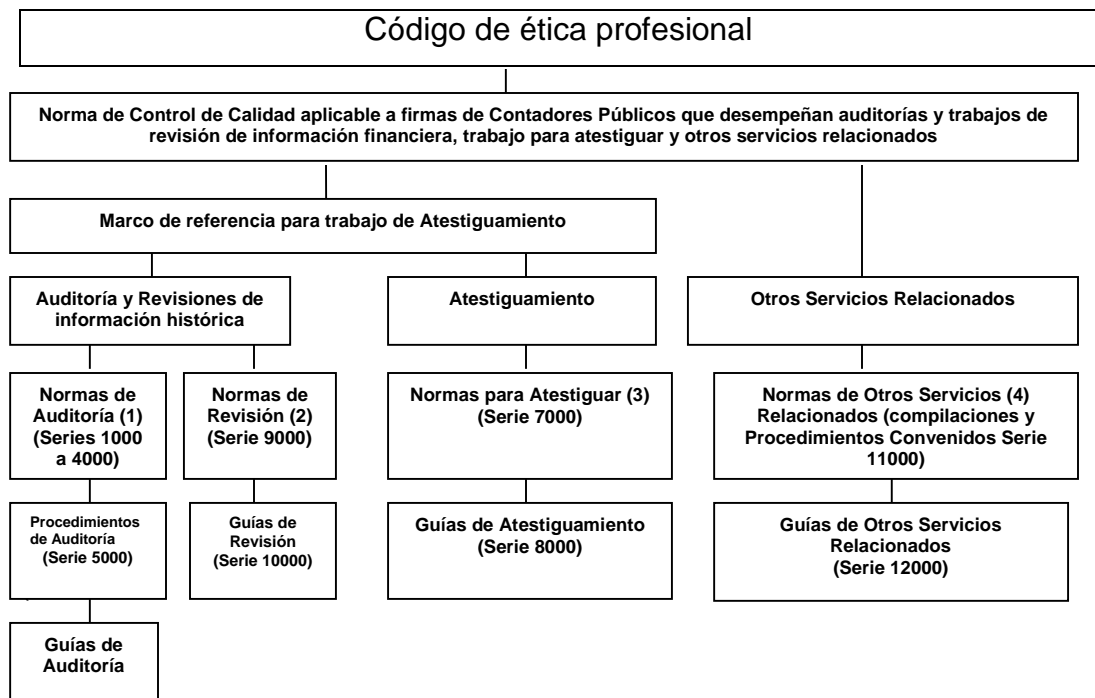 Código de ética profesional
Norma de Control de Calidad aplicable a firmas de Contadores Públicos que desempeñan auditorías y trabajos de
revisión de información financiera, trabajo para atestiguar y otros servicios relacionados
Marco de referencia para trabajo de Atestiguamiento
Auditoría y Revisiones de
información histórica
Atestiguamiento
Otros Servicios Relacionados
Normas de
Auditoría (1)
(Series 1000
a 4000)
Normas de
Revisión (2)
(Serie 9000)
Normas para Atestiguar (3)
(Serie 7000)
Normas de Otros Servicios (4)
Relacionados (compilaciones y
Procedimientos Convenidos Serie
11000)
Procedimientos
de Auditoría
(Serie 5000)
Guías de
Revisión
(Serie 10000)
Guías de Atestiguamiento
(Serie 8000)
Guías de Otros Servicios
Relacionados
(Serie 12000)
Guías de
Auditoría